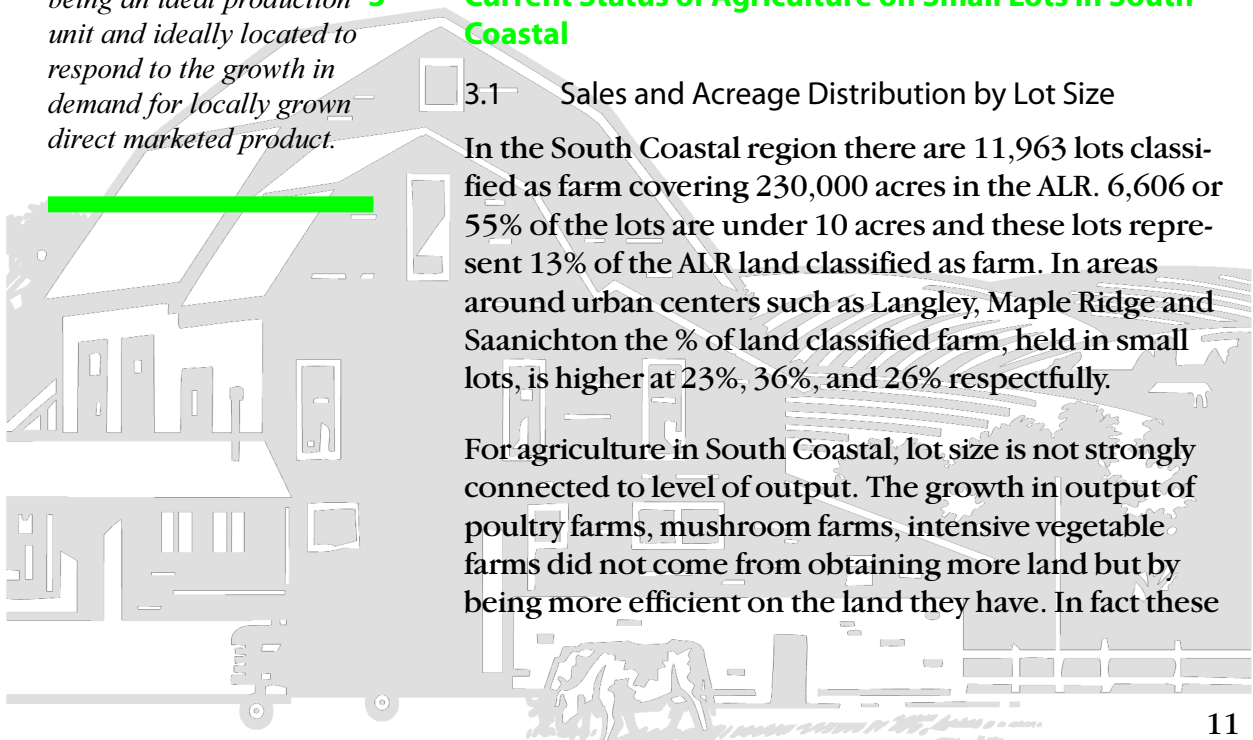 being an ideal production
unit and ideally located to
respond to the growth in
demand for locally grown
direct marketed product.
3 Current Status of Agriculture on Small Lots in South
Coastal
3.1 Sales and Acreage Distribution by Lot Size
In the South Coastal region there are 11,963 lots classi-
fied as farm covering 230,000 acres in the ALR. 6,606 or
55% of the lots are under 10 acres and these lots repre-
sent 13% of the ALR land classified as farm. In areas
around urban centers such as Langley, Maple Ridge and
Saanichton the % of land classified farm, held in small
lots, is higher at 23%, 36%, and 26% respectfully.
For agriculture in South Coastal, lot size is not strongly
connected to level of output. The growth in output of
poultry farms, mushroom farms, intensive vegetable
farms did not come from obtaining more land but by
being more efficient on the land they have. In fact these
11